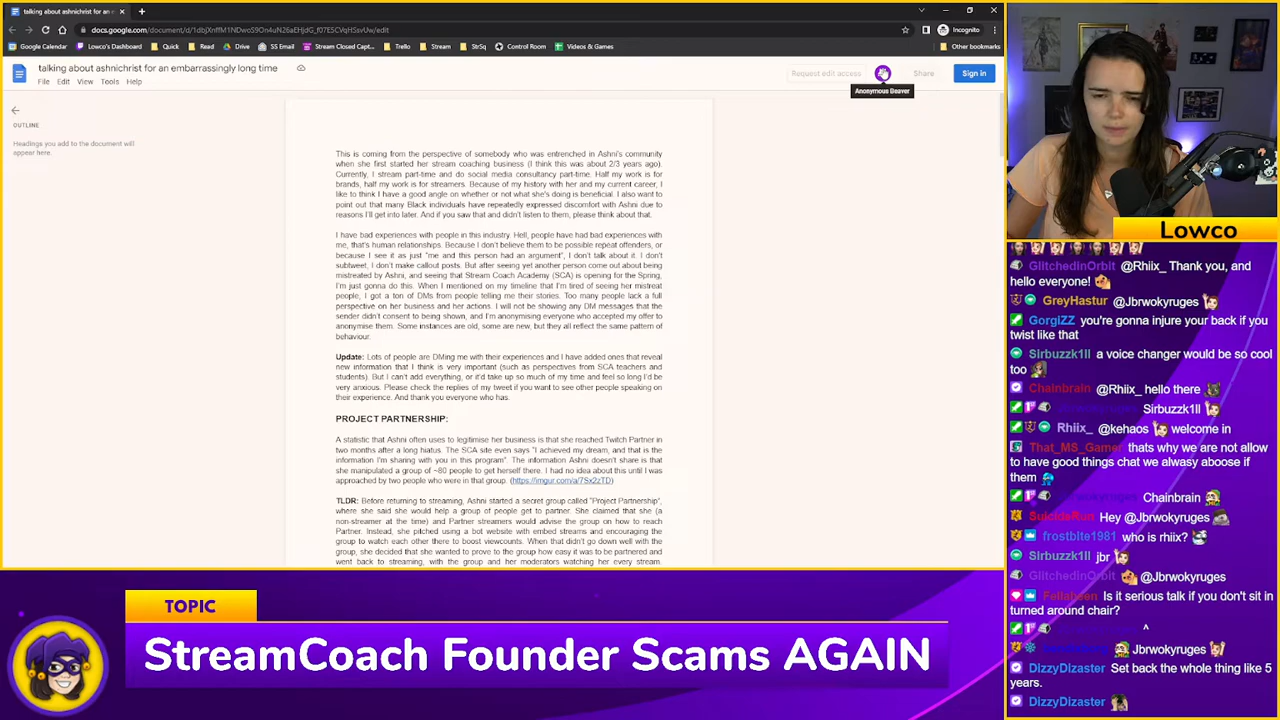 talking about ashnichrist for an e
docs.google.com/document/d/
Incognito
Google Calendar
Lowco's Dashboard
Quick
Read
Drive
SS Email
Stream Closed Capt...
Trello
Stream
StrSq
Control Room
Videos & Games
Other bookmarks
talking about ashnichrist for an embarrassingly long time
File Edit View Tools Help
Request edit access
Share
Sign in
Anonymous Beaver
OUTLINE
Headings you add to the document will
appear here.
This is coming from the perspective of somebody who was entrenched in Ashni's community
when she first started her stream coaching business (I think this was about 2/3 years ago).
Currently, I stream part-time and do social media consultancy part-time. Half my work is for
brands, half my work is for streamers. Because of my history with her and my current career, I
like to think I have a good angle on whether or not what she's doing is beneficial. I also want to
point out that many Black individuals have repeatedly expressed discomfort with Ashni due to
reasons I'll get into later. And if you saw that and didn't listen to them, please think about that.
I have bad experiences with people in this industry. Hell, people have had bad experiences with
me, that's human relationships. Because I don't believe them to be possible repeat offenders, or
because I see it as just "me and this person had an argument", I don't talk about it. I don't
subtweet, I don't make callout posts. But after seeing yet another person come out about being
mistreated by Ashni, and seeing that Stream Coach Academy (SCA) is opening for the Spring,
I'm just gonna do this. When I mentioned on my timeline that I'm tired of seeing her mistreat
people, I got a ton of DMs from people telling me their stories. Too many people lack a full
perspective on her business and her actions. I will not be showing any DM messages that the
sender didn't consent to being shown, and I'm anonymising everyone who accepted my offer to
anonymise them. Some instances are old, some are new, but they all reflect the same pattern of
behaviour.
Update: Lots of people are DMing me with their experiences and I have added ones that reveal
new information that I think is very important (such as perspectives from SCA teachers and
students). But I can't add everything, or it'd take up so much of my time and feel so long I'd be
very anxious. Please check the replies of my tweet if you want to see other people speaking on
their experience. And thank you everyone who has.
PROJECT PARTNERSHIP:
A statistic that Ashni often uses to legitimise her business is that she reached Twitch Partner in
two months after a long hiatus. The SCA site even says "I achieved my dream, and that is the
information I'm sharing with you in this program". The information Ashni doesn't share is that
she manipulated a group of ~80 people to get herself there. I had no idea about this until I was
approached by two people who were in that group. (https://imgur.com/a/7Sx2zTD)
TLDR: Before returning to streaming, Ashni started a secret group called "Project Partnership",
where she said she would help a group of people get to partner. She claimed that she (a
non-streamer at the time) and Partner streamers would advise the group on how to reach
Partner. Instead, she pitched using a bot website with embed streams and encouraging the
group to watch each other there to boost viewcounts. When that didn't go down well with the
group, she decided that she wanted to prove to the group how easy it was to be partnered and
went back to streaming, with the group and her moderators watching her every stream.
Lowco
GlitchedinOrbit @Rhiix_ Thank you, and
hello everyone!
GreyHastur @Jbrwokyruges
GorgiZZ you're gonna injure your back if you
twist like that
Sirbuzzk1ll a voice changer would be so cool
too
Chainbrain @Rhiix_ hello there
Sirbuzzk1ll
Rhiix_ @kehaos welcome in
That_MS_Gamer thats why we are not allow
to have good things chat we alwasy aboose if
them
Chainbrain
SuicideRun Hey @Jbrwokyruges
frostbite1981 who is rhiix?
Sirbuzzk1ll jbr
GlitchedinOrbit @Jbrwokyruges
Fellabeen Is it serious talk if you don't sit in
turned around chair?
^
Jbrwokyruges
DizzyDizaster Set back the whole thing like 5
years.
DizzyDizaster
TOPIC
StreamCoach Founder Scams AGAIN